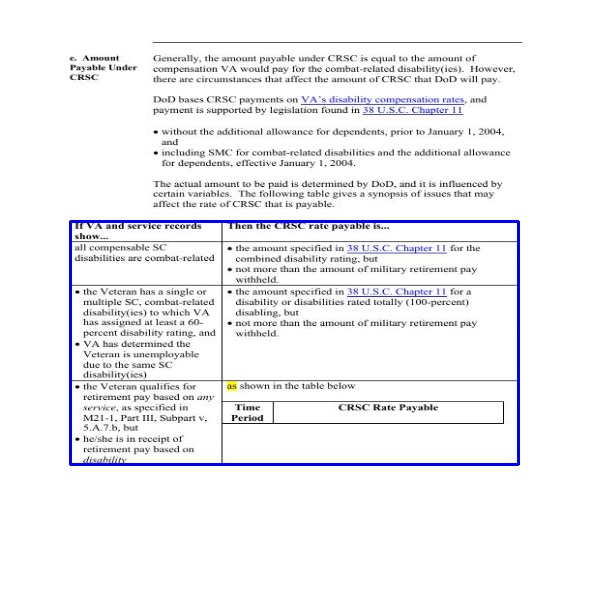 e. Amount
Payable Under
CRSC
Generally, the amount payable under CRSC is equal to the amount of
compensation VA would pay for the combat-related disability(ies). However,
there are circumstances that affect the amount of CRSC that DoD will pay.
DoD bases CRSC payments on VA's disability compensation rates, and
payment is supported by legislation found in 38 U.S.C. Chapter 11
• without the additional allowance for dependents, prior to January 1, 2004,
and
• including SMC for combat-related disabilities and the additional allowance
for dependents, effective January 1, 2004.
The actual amount to be paid is determined by DoD, and it is influenced by
certain variables. The following table gives a synopsis of issues that may
affect the rate of CRSC that is payable.
If VA and service records
show...
Then the CRSC rate payable is...
all compensable SC
disabilities are combat-related
• the amount specified in 38 U.S.C. Chapter 11 for the
combined disability rating, but
• not more than the amount of military retirement pay
withheld.
• the Veteran has a single or
multiple SC, combat-related
disability(ies) to which VA
has assigned at least a 60-
percent disability rating, and
• VA has determined the
Veteran is unemployable
due to the same SC
disability(ies)
• the amount specified in 38 U.S.C. Chapter 11 for a
disability or disabilities rated totally (100-percent)
disabling, but
• not more than the amount of military retirement pay
withheld.
• the Veteran qualifies for
retirement pay based on any
service, as specified in
M21-1, Part III, Subpart v,
5.A.7.b, but
• he/she is in receipt of
retirement pay based on
disability
as shown in the table below
Time
Period
CRSC Rate Payable